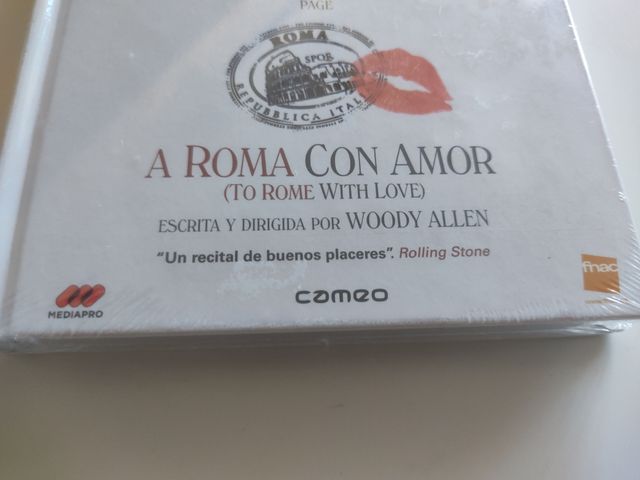 PAGE
ROMA
SPQR
REPUBBLICA ITALI
A ROMA CON AMOR
(TO ROME WITH LOVE)
ESCRITA Y DIRIGIDA POR WOODY ALLEN
“Un recital de buenos placeres”. Rolling Stone
MEDIAPRO
cameo
fnac